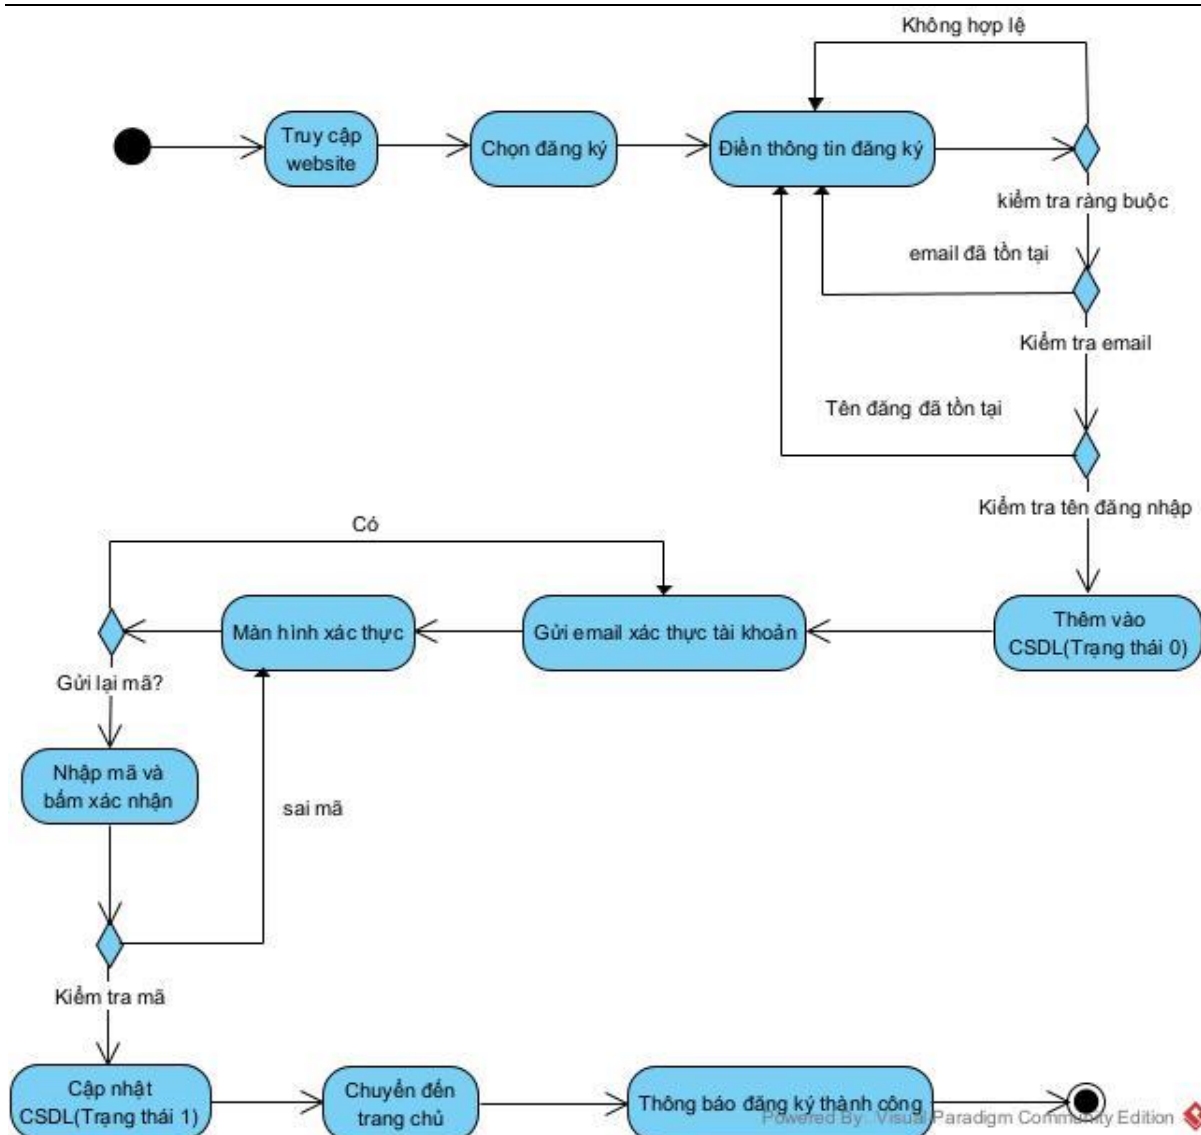 Không hợp lệ
Truy cập
website
Chọn đăng ký
Điền thông tin đăng ký
kiểm tra ràng buộc
email đã tồn tại
Kiểm tra email
Tên đăng đã tồn tại
Kiểm tra tên đăng nhập
Có
Thêm vào
CSDL(Trạng thái 0)
Gửi email xác thực tài khoản
Màn hình xác thực
Gửi lại mã?
Nhập mã và
bấm xác nhận
sai mã
Kiểm tra mã
Cập nhật
CSDL(Trạng thái 1)
Chuyển đến
trang chủ
Thông báo đăng ký thành công
Powered By: Visual Paradigm Community Edition